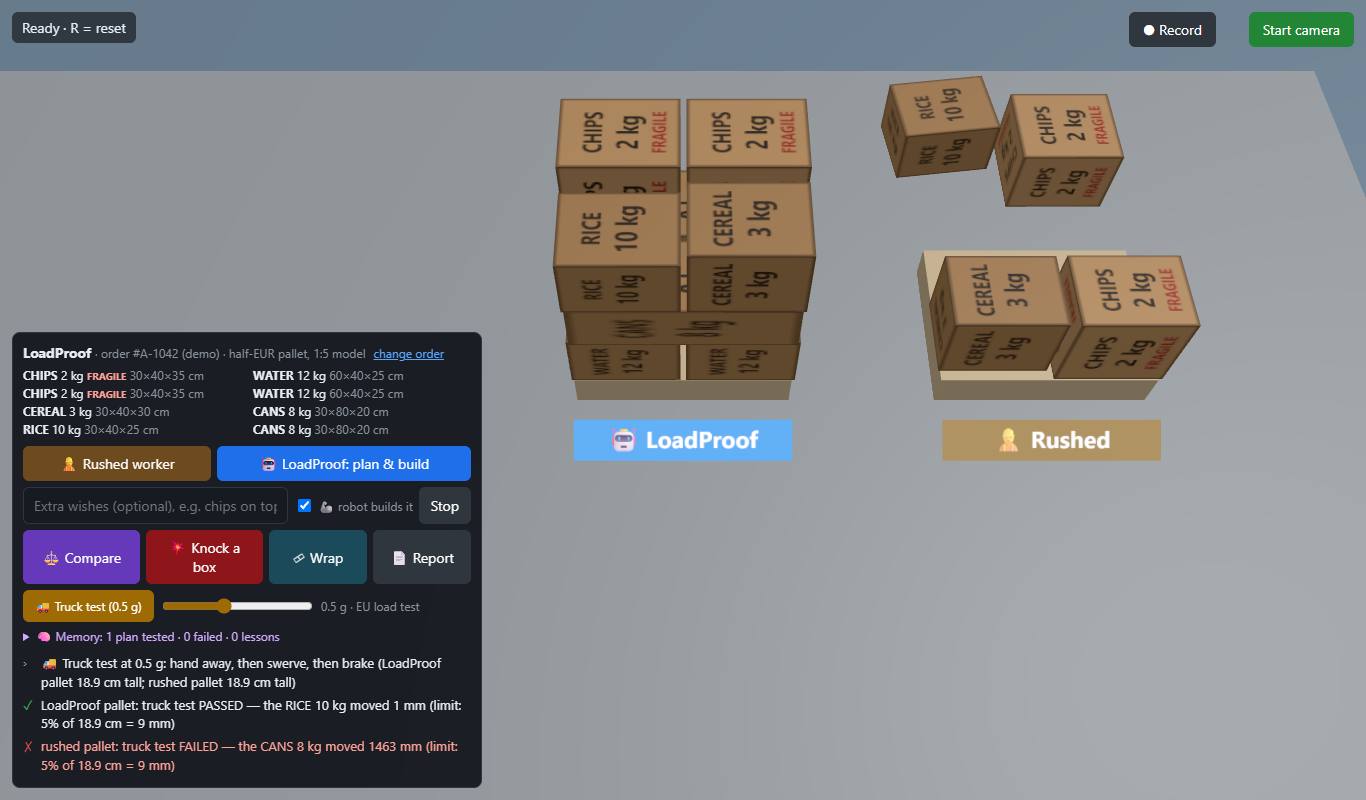 Ready · R = reset
Record
Start camera
RICE 10 kg
RICE 10 kg
CHIPS 2 kg FRAGILE
CHIPS 2 kg FRAGILE
CHIPS 2 kg FRAGILE
CHIPS 2 kg FRAGILE
RICE 10 kg
RICE 10 kg
CEREAL 3 kg
CEREAL 3 kg
CANS 8 kg
WATER 12 kg
WATER 12 kg
CEREAL 3 kg
CEREAL 3 kg
CHIPS 2 kg FRAGILE
CHIPS 2 kg FRAGILE
LoadProof
Rushed
LoadProof · order #A-1042 (demo) · half-EUR pallet, 1:5 model change order
CHIPS 2 kg FRAGILE 30×40×35 cm
WATER 12 kg 60×40×25 cm
CHIPS 2 kg FRAGILE 30×40×35 cm
WATER 12 kg 60×40×25 cm
CEREAL 3 kg 30×40×30 cm
CANS 8 kg 30×80×20 cm
RICE 10 kg 30×40×25 cm
CANS 8 kg 30×80×20 cm
Rushed worker
LoadProof: plan & build
Extra wishes (optional), e.g. chips on top
robot builds it
Stop
Compare
Knock a
box
Wrap
Report
Truck test (0.5 g)
0.5 g · EU load test
Memory: 1 plan tested · 0 failed · 0 lessons
› Truck test at 0.5 g: hand away, then swerve, then brake (LoadProof
pallet 18.9 cm tall; rushed pallet 18.9 cm tall)
✓ LoadProof pallet: truck test PASSED — the RICE 10 kg moved 1 mm (limit:
5% of 18.9 cm = 9 mm)
✗ rushed pallet: truck test FAILED — the CANS 8 kg moved 1463 mm (limit:
5% of 18.9 cm = 9 mm)